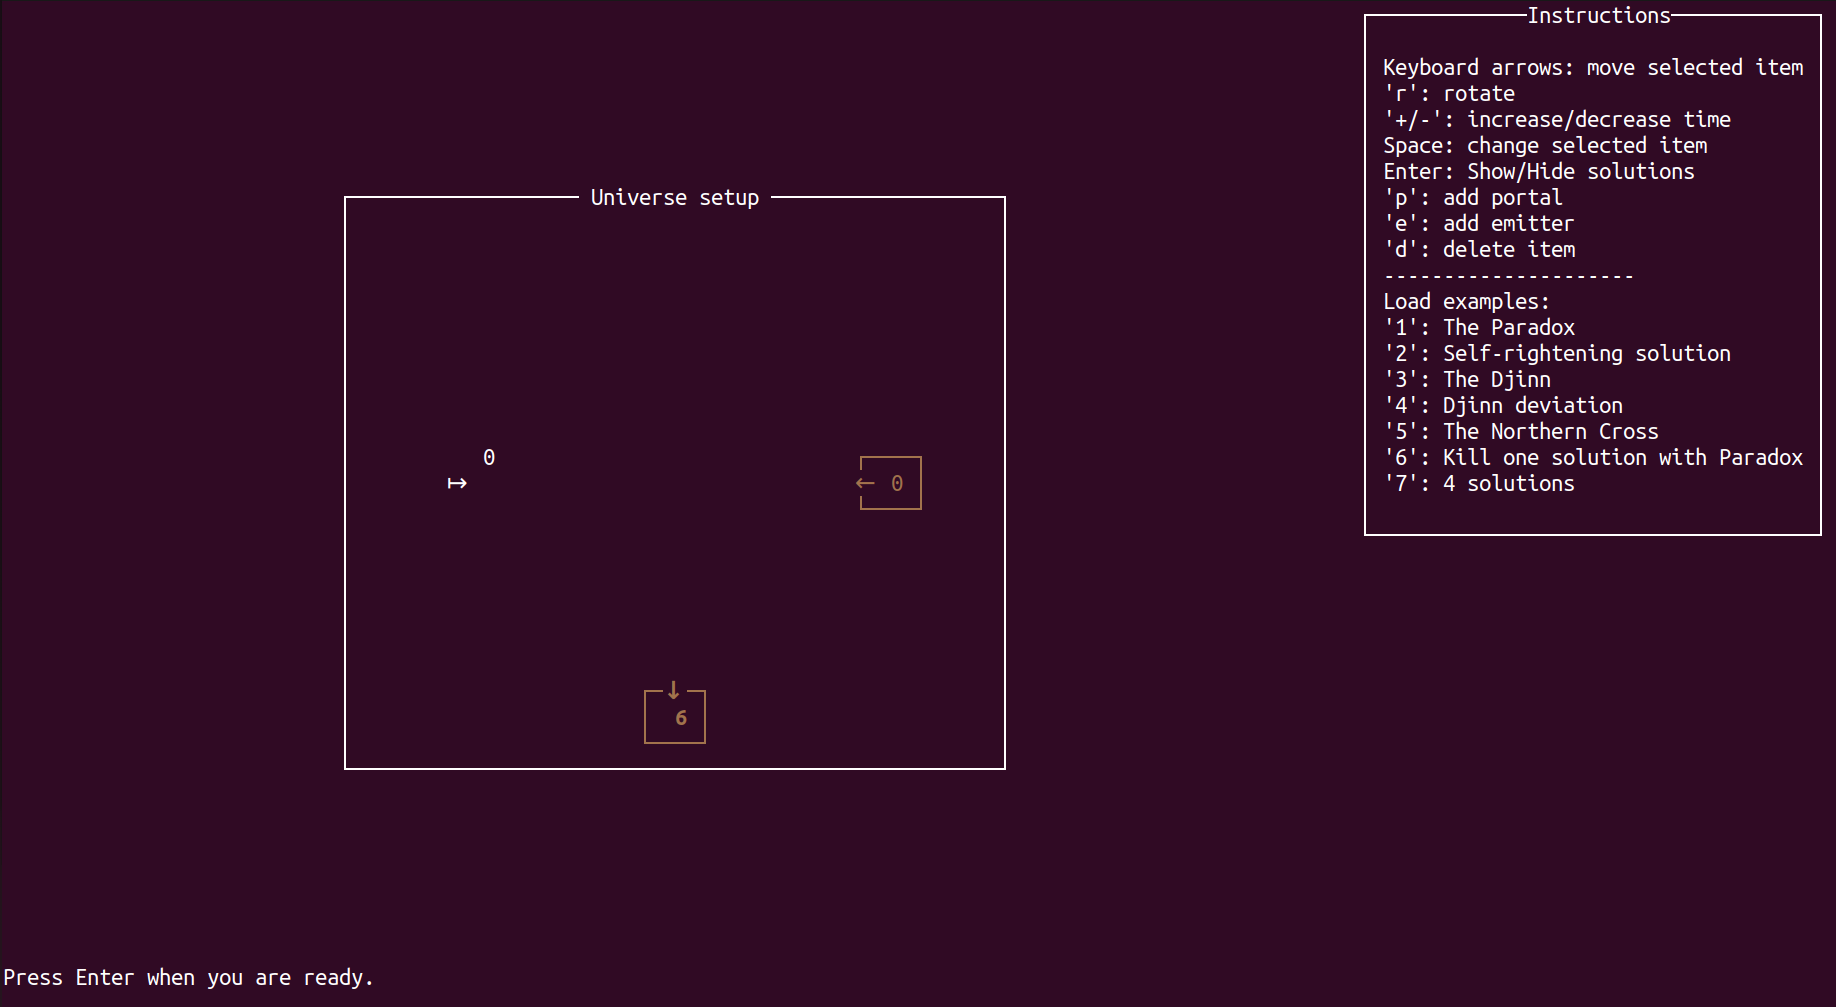 Instructions
Keyboard arrows: move selected item
'r': rotate
'+/-': increase/decrease time
Space: change selected item
Enter: Show/Hide solutions
'p': add portal
'e': add emitter
'd': delete item
---------------------
Load examples:
'1': The Paradox
'2': Self-rightening solution
'3': The Djinn
'4': Djinn deviation
'5': The Northern Cross
'6': Kill one solution with Paradox
'7': 4 solutions
Universe setup
0
↦
← 0
↓
6
Press Enter when you are ready.